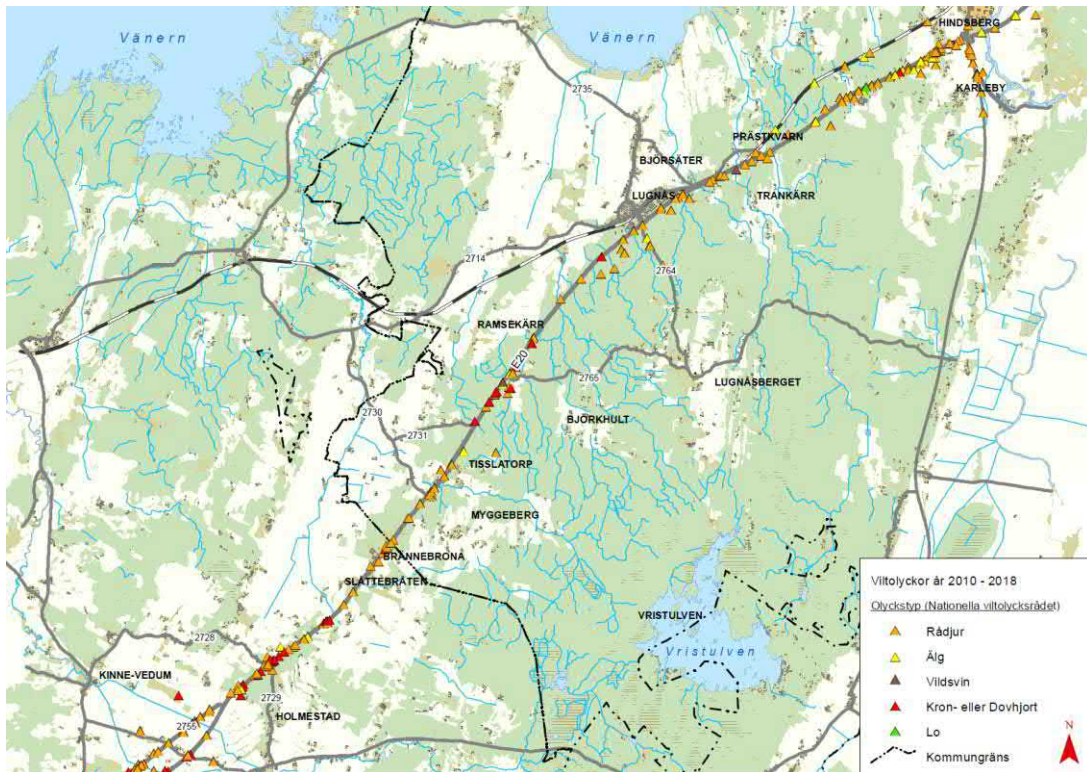 Vänern
Vänern
HINDSBERG
2735
KARLEBY
PRÄSTKVARN
BJÖRSÄTER
LUGNÅS
TRANKÄRR
2714
2764
RAMSEKÄRR
E20
2765
LUGNÅSBERGET
2730
BJÖRKHULT
2731
TISSLATORP
MYGGEBERG
BRÄNNEBRONA
SLÄTTEBRÅTEN
VRISTULVEN
Vristulven
2728
KINNE-VEDUM
2729
HOLMESTAD
2755
Viltolyckor år 2010 - 2018
Olyckstyp (Nationella viltolycksrådet)
Rådjur
Älg
Vildsvin
Kron- eller Dovhjort
Lo
Kommungräns
N